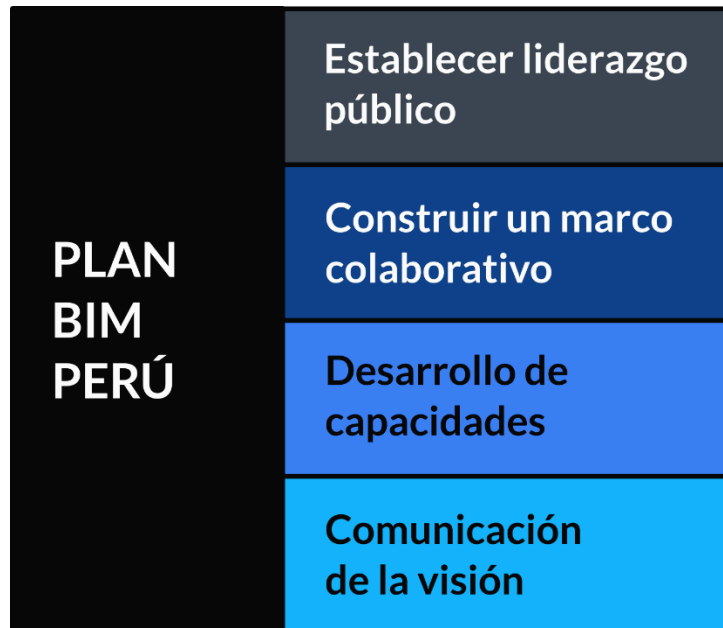 PLAN
BIM
PERÚ
Establecer liderazgo
público
Construir un marco
colaborativo
Desarrollo de
capacidades
Comunicación
de la visión